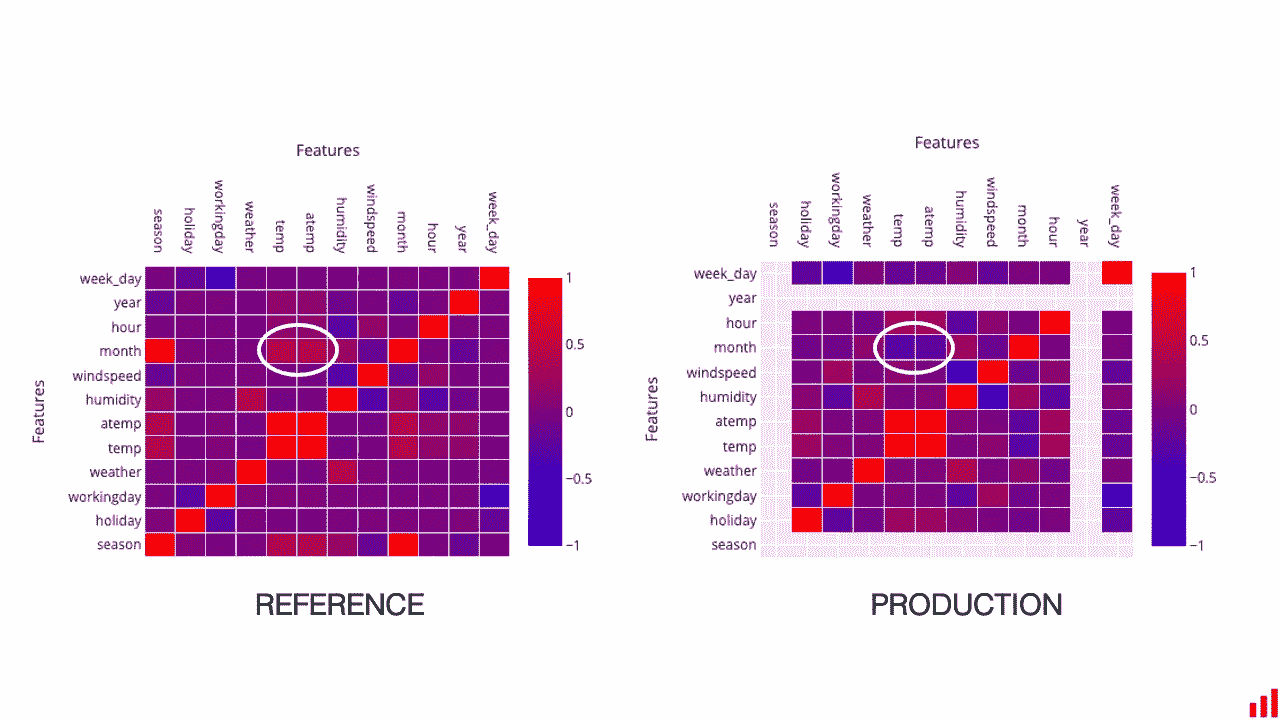 Features
season
holiday
workingday
weather
temp
atemp
humidity
windspeed
month
hour
year
week_day
Features
week_day
year
hour
month
windspeed
humidity
atemp
temp
weather
workingday
holiday
season
1
0.5
0
−0.5
−1
REFERENCE
Features
season
holiday
workingday
weather
temp
atemp
humidity
windspeed
month
hour
year
week_day
Features
week_day
year
hour
month
windspeed
humidity
atemp
temp
weather
workingday
holiday
season
1
0.5
0
−0.5
−1
PRODUCTION